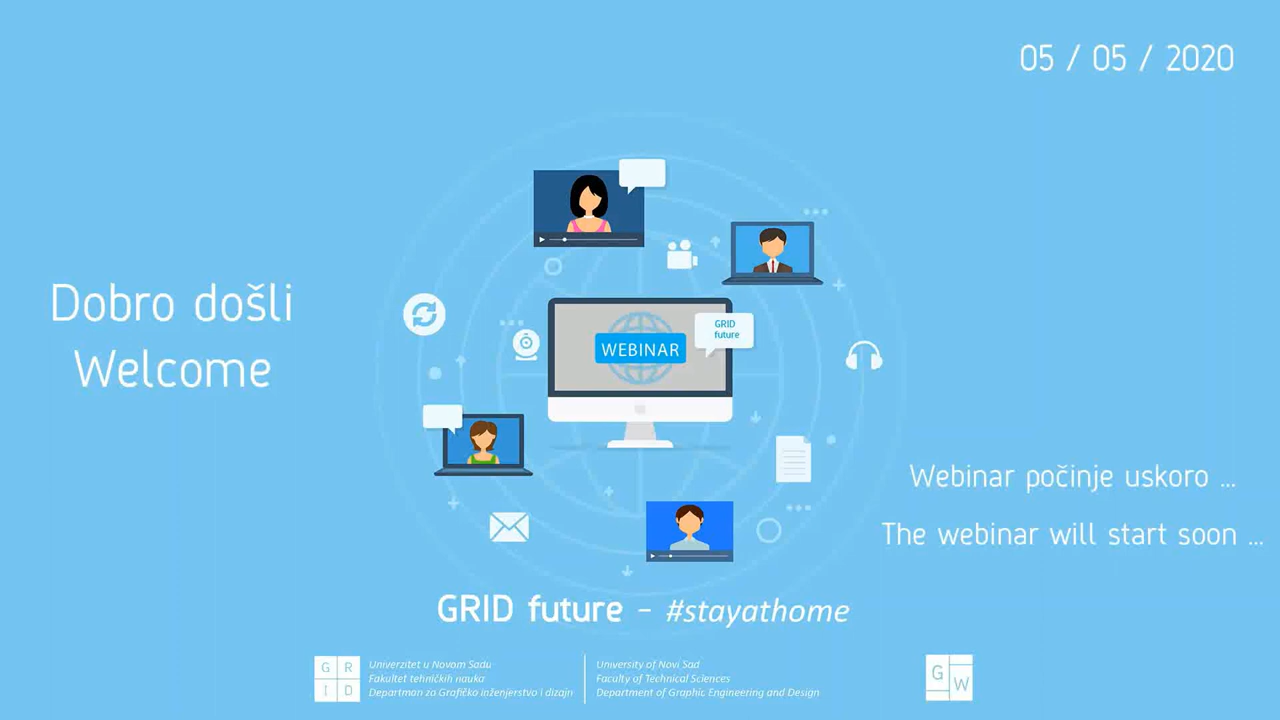 05 / 05 / 2020
Dobro došli
Welcome
GRID
future
WEBINAR
Webinar počinje uskoro ...
The webinar will start soon ...
GRID future - #stayathome
G R
I D
Univerzitet u Novom Sadu
Fakultet tehničkih nauka
Departman za Grafičko inženjerstvo i dizajn
University of Novi Sad
Faculty of Technical Sciences
Department of Graphic Engineering and Design
G
W